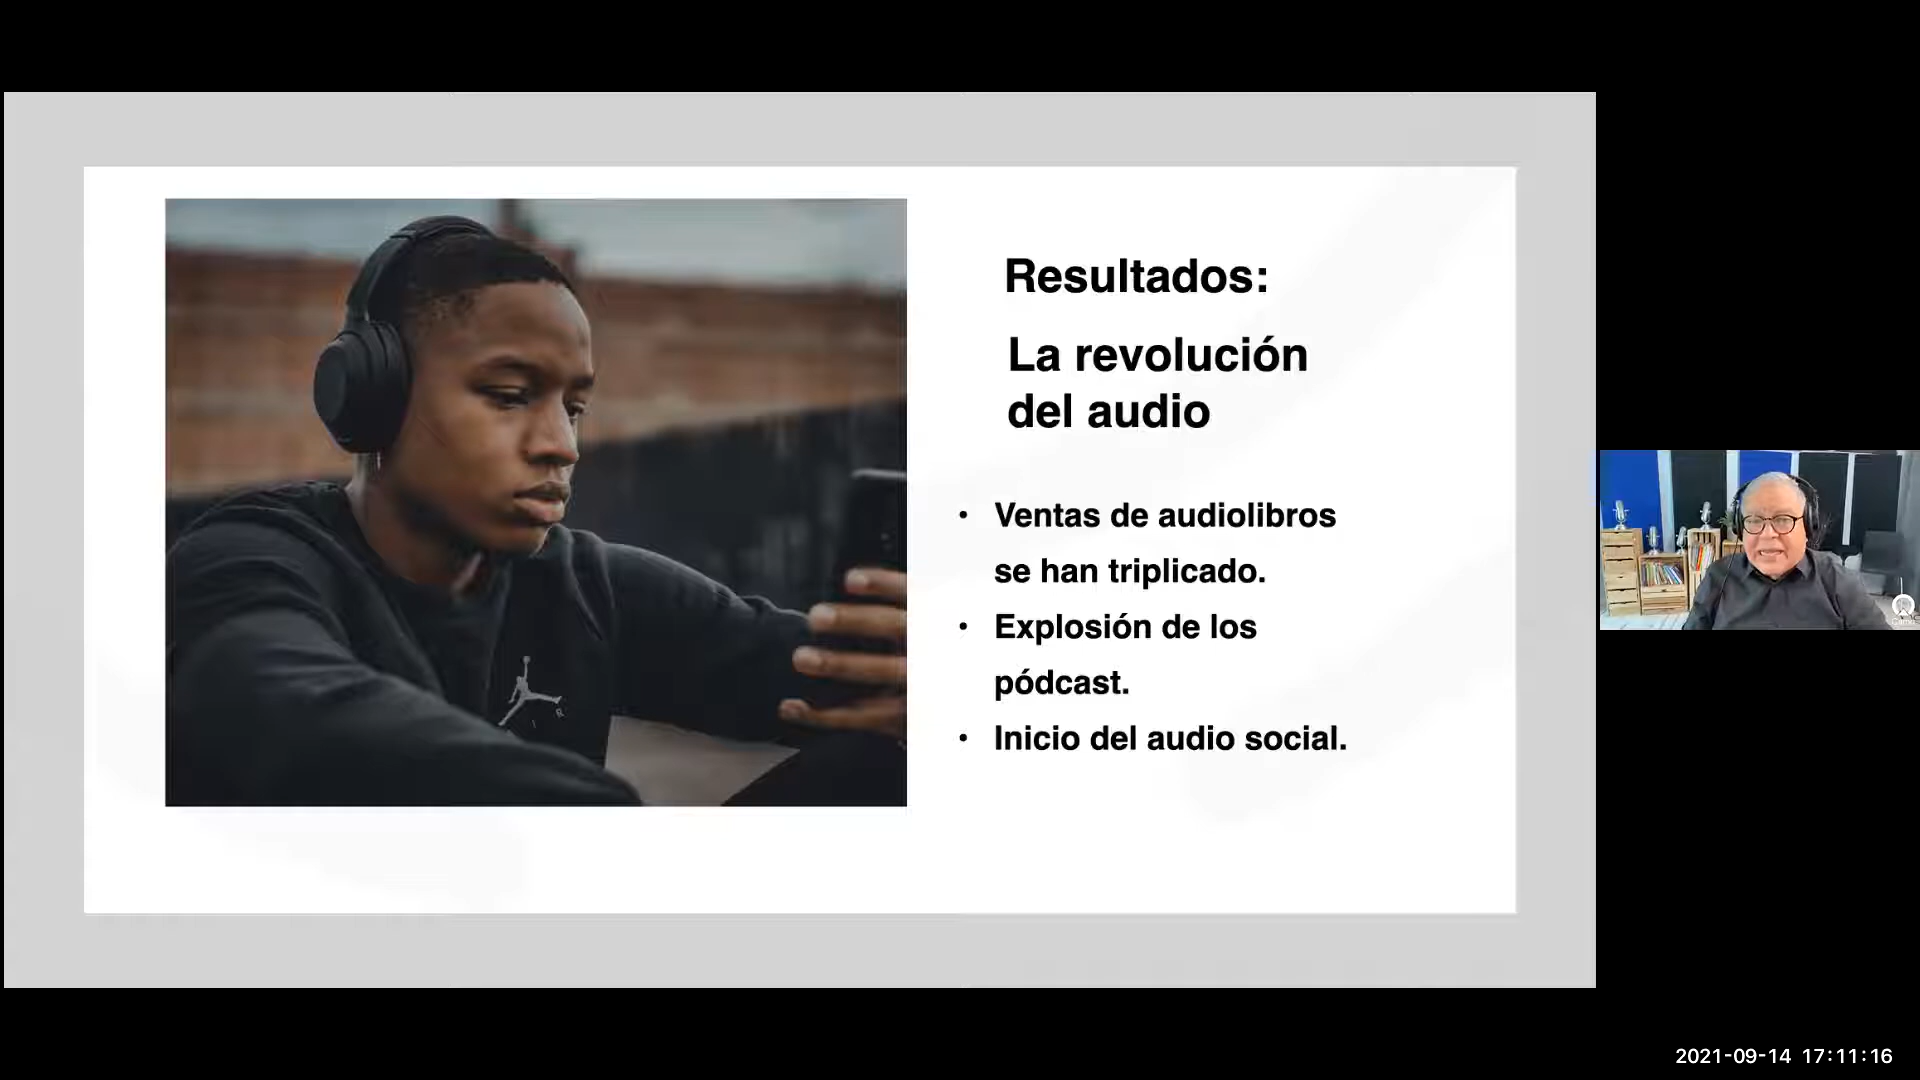 Resultados:
La revolución
del audio
• Ventas de audiolibros
se han triplicado.
• Explosión de los
pódcast.
• Inicio del audio social.
I R
Camo
2021-09-14 17:11:16